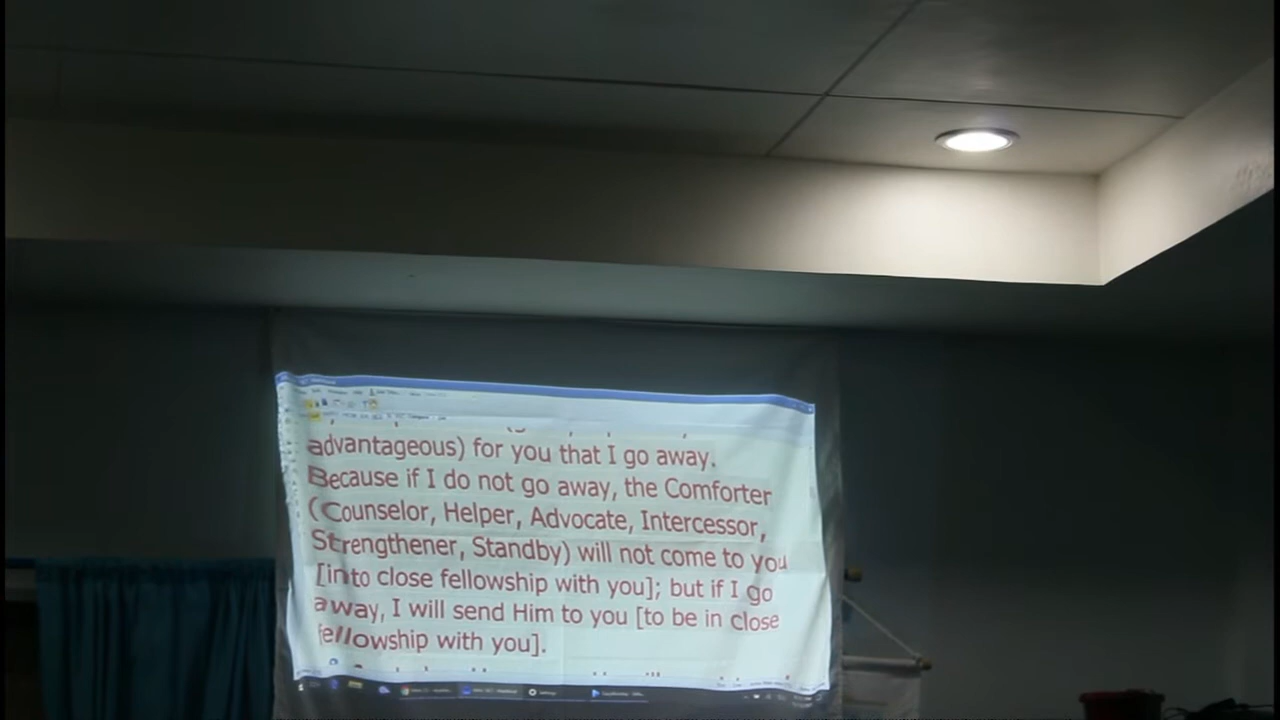 advantageous) for you that I go away.
Because if I do not go away, the Comforter
(Counselor, Helper, Advocate, Intercessor,
Strengthener, Standby) will not come to you
[into close fellowship with you]; but if I go
away, I will send Him to you [to be in close
fellowship with you].